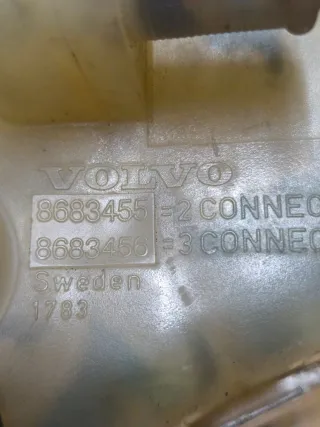 VOLVO
8683455 =2 CONNEC
8683456 =3 CONNEC
Sweden
1783